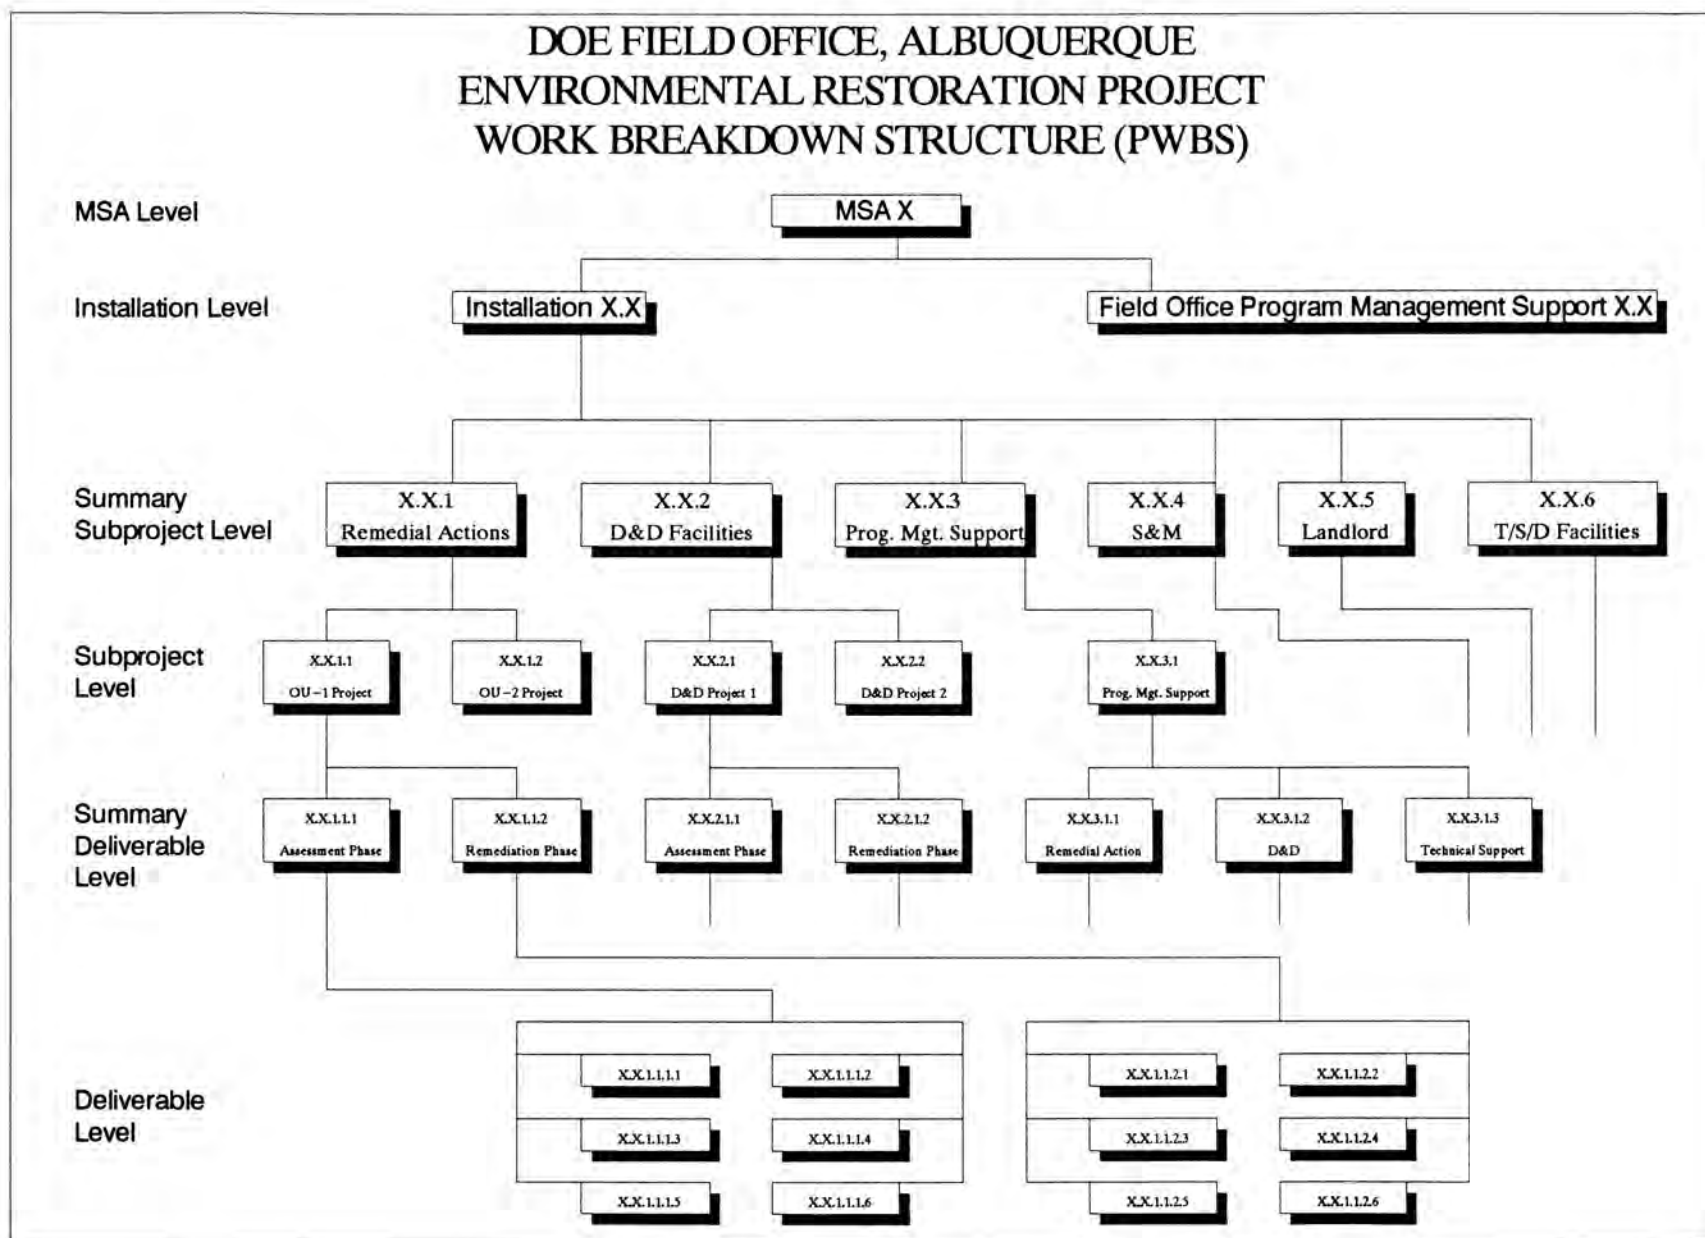 DOE FIELD OFFICE, ALBUQUERQUE
ENVIRONMENTAL RESTORATION PROJECT
WORK BREAKDOWN STRUCTURE (PWBS)
MSA Level
MSA X
Installation Level
Installation X.X
Field Office Program Management Support X.X
Summary
Subproject Level
X.X.1
Remedial Actions
X.X.2
D&D Facilities
X.X.3
Prog. Mgt. Support
X.X.4
S&M
X.X.5
Landlord
X.X.6
T/S/D Facilities
Subproject
Level
X.X.1.1
OU-1 Project
X.X.1.2
OU-2 Project
X.X.2.1
D&D Project 1
X.X.2.2
D&D Project 2
X.X.3.1
Prog. Mgt. Support
Summary
Deliverable
Level
X.X.1.1.1
Assessment Phase
X.X.1.1.2
Remediation Phase
X.X.2.1.1
Assessment Phase
X.X.2.1.2
Remediation Phase
X.X.3.1.1
Remedial Action
X.X.3.1.2
D&D
X.X.3.1.3
Technical Support
Deliverable
Level
X.X.1.1.1.1
X.X.1.1.1.2
X.X.1.1.2.1
X.X.1.1.2.2
X.X.1.1.1.3
X.X.1.1.1.4
X.X.1.1.2.3
X.X.1.1.2.4
X.X.1.1.1.5
X.X.1.1.1.6
X.X.1.1.2.5
X.X.1.1.2.6